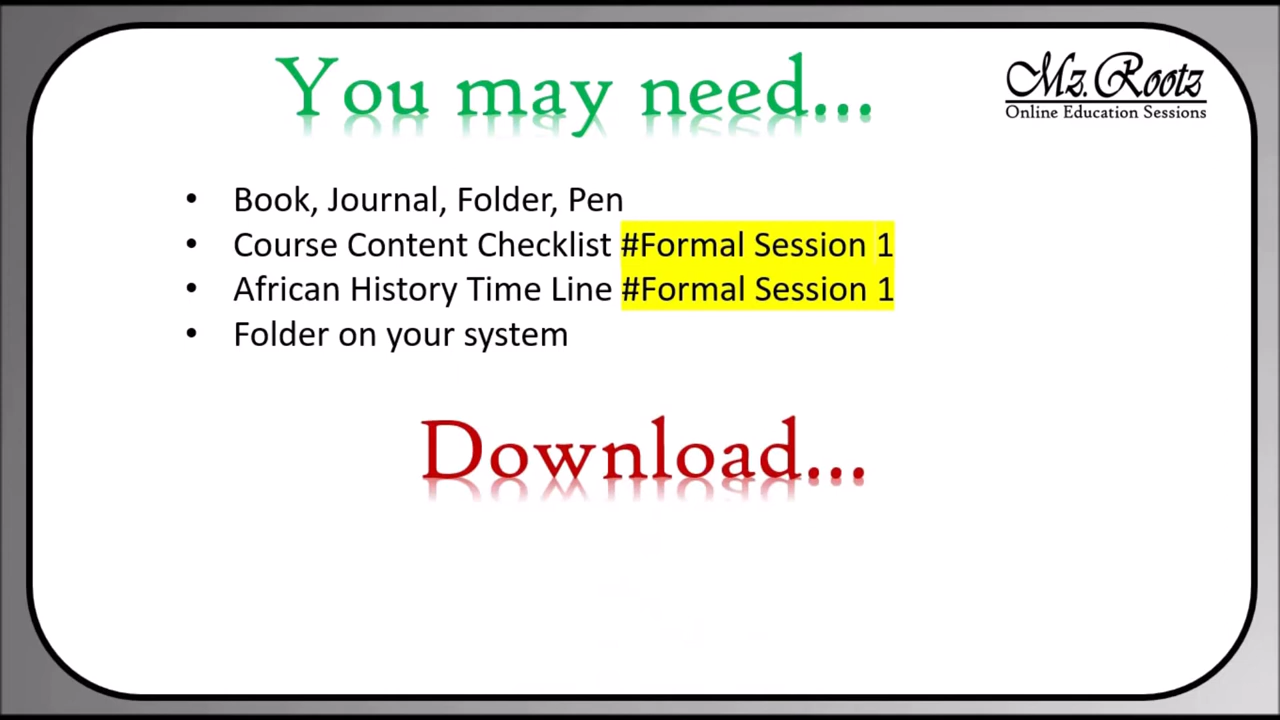 You may need...
Mz. Rootz
Online Education Sessions
• Book, Journal, Folder, Pen
• Course Content Checklist #Formal Session 1
• African History Time Line #Formal Session 1
• Folder on your system
Download...